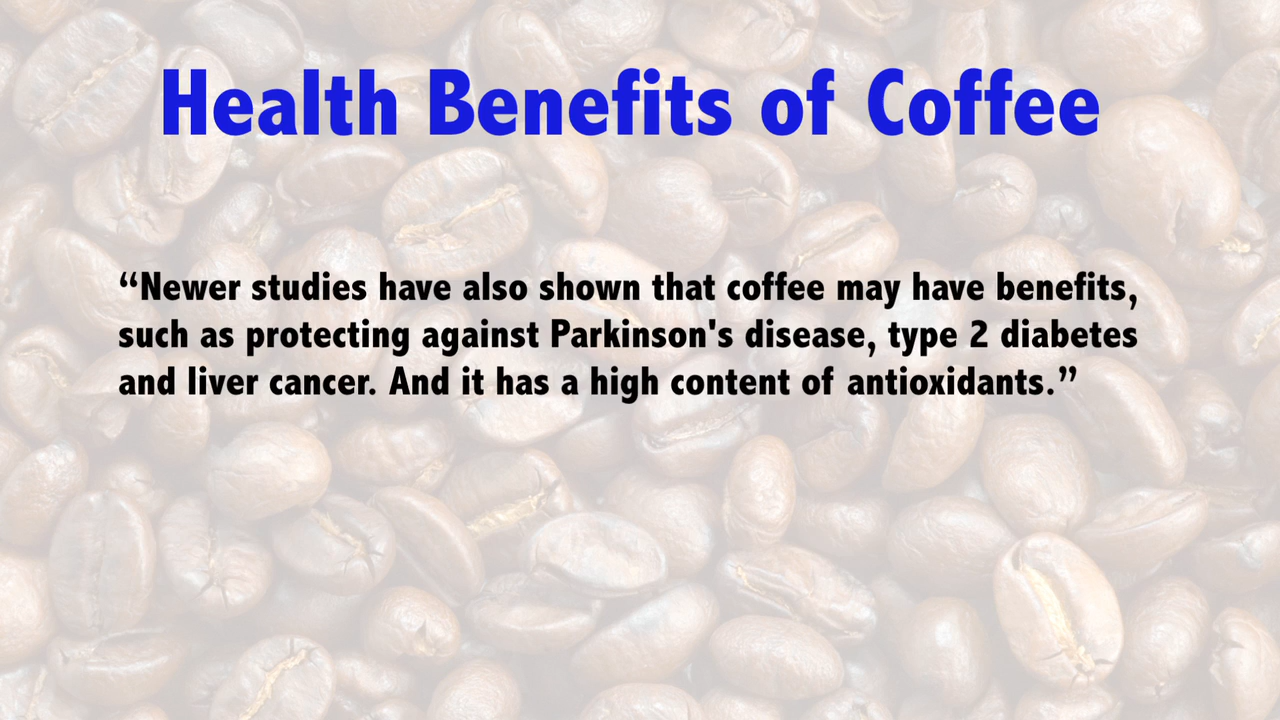 Health Benefits of Coffee
“Newer studies have also shown that coffee may have benefits,
such as protecting against Parkinson's disease, type 2 diabetes
and liver cancer. And it has a high content of antioxidants.”